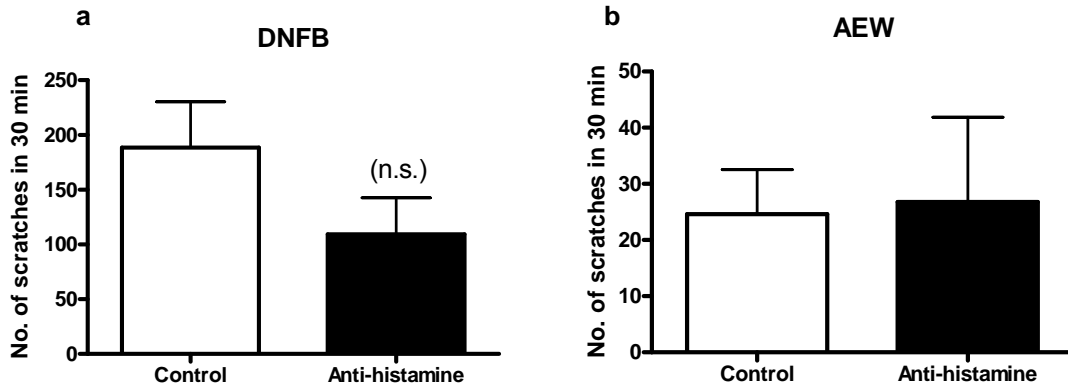 a
DNFB
No. of scratches in 30 min
250
200
150
100
50
0
(n.s.)
Control
Anti-histamine
b
AEW
No. of scratches in 30 min
50
40
30
20
10
0
Control
Anti-histamine